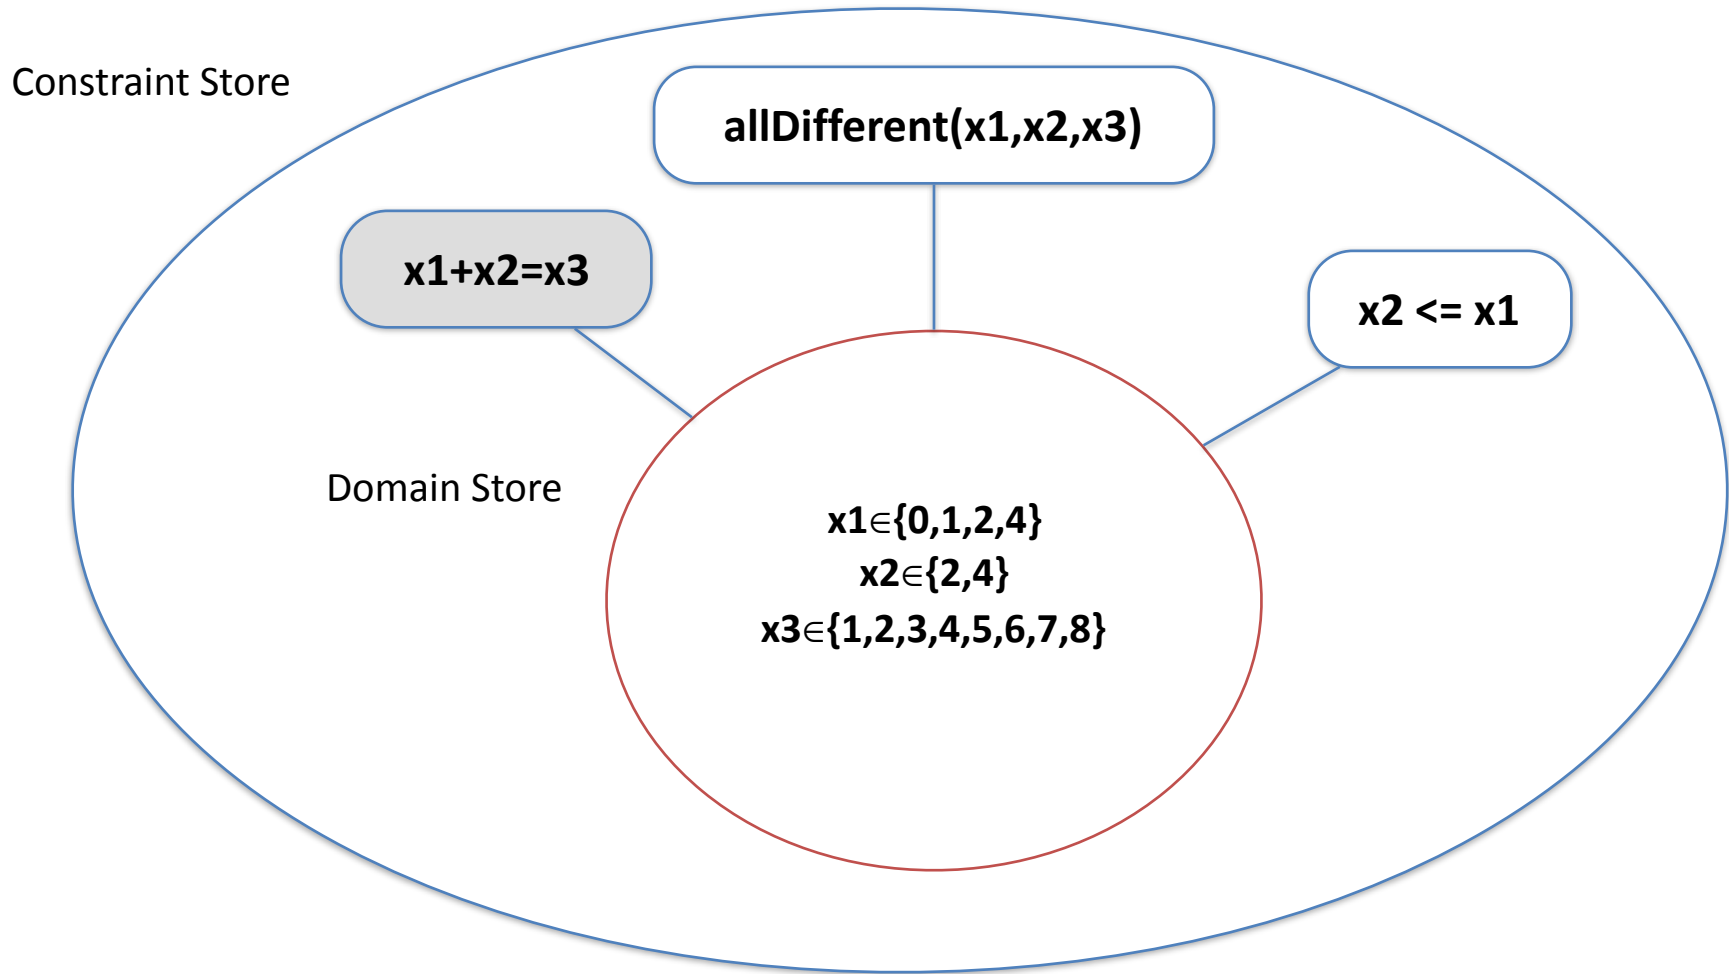 Constraint Store
allDifferent(x1,x2,x3)
x1+x2=x3
x2 <= x1
Domain Store
x1∈{0,1,2,4}
x2∈{2,4}
x3∈{1,2,3,4,5,6,7,8}